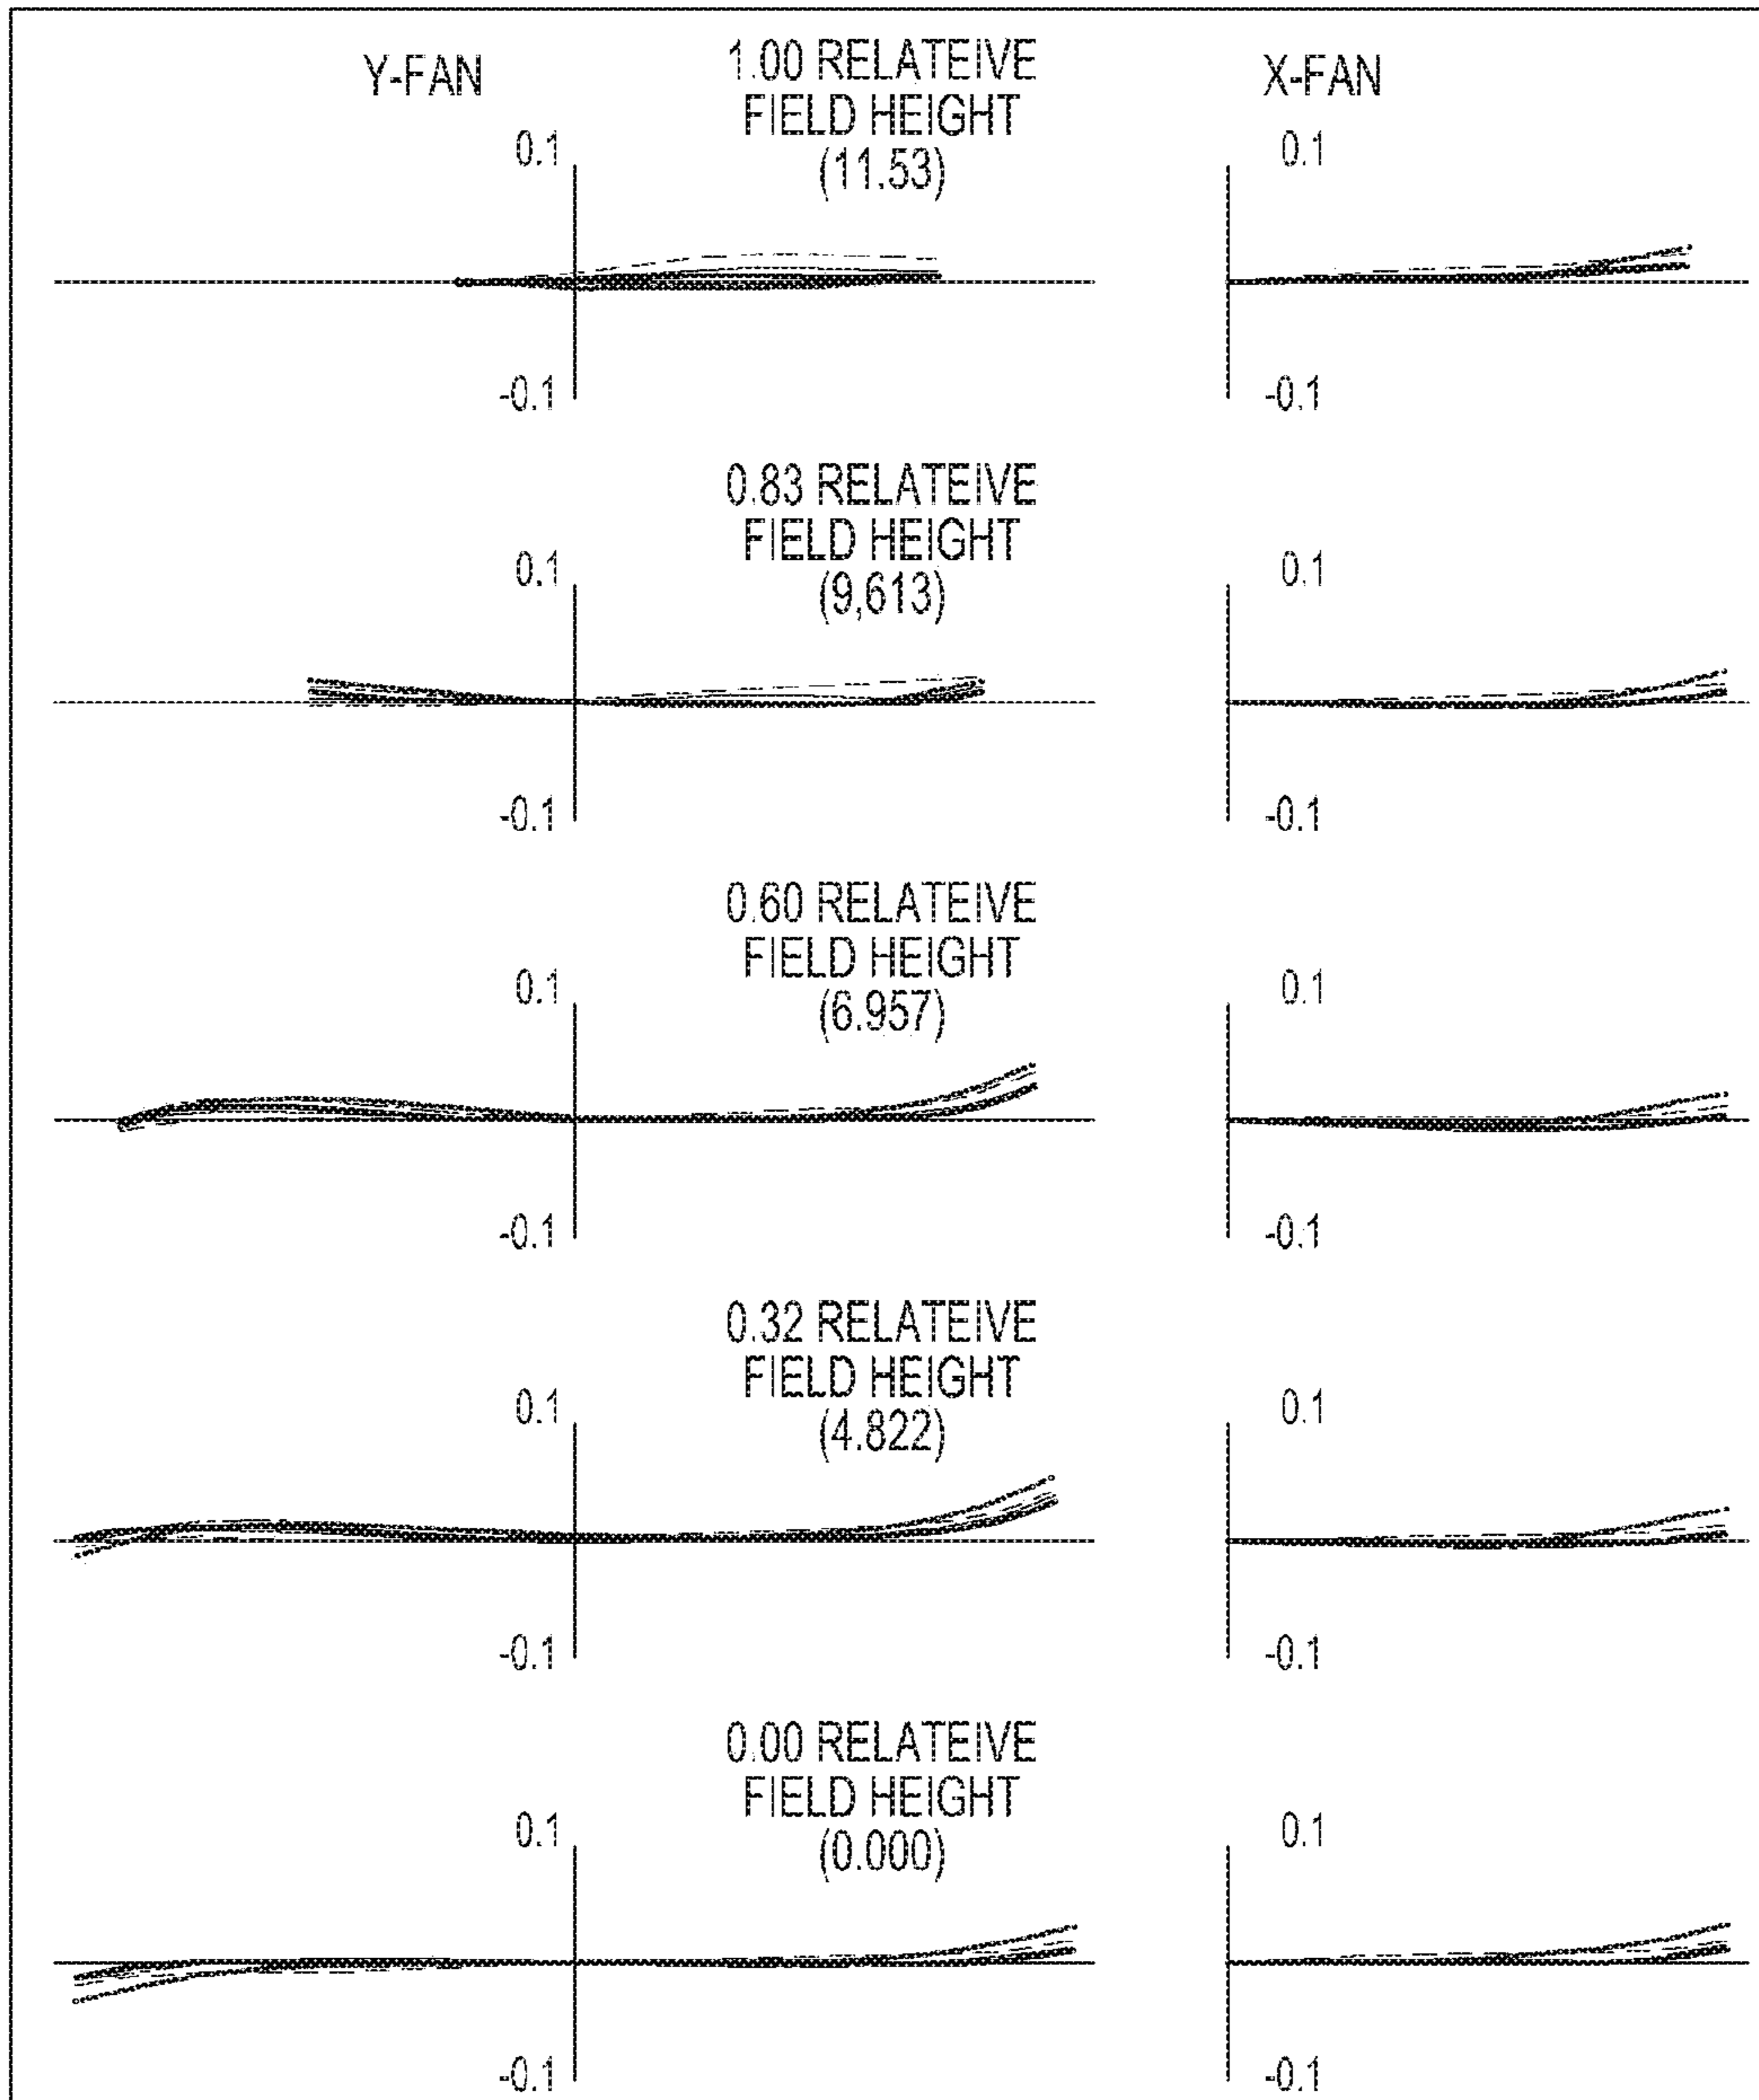 Y-FAN
1.00 RELATEIVE
FIELD HEIGHT
(11.53)
X-FAN
0.1
0.1
-0.1
-0.1
0.83 RELATEIVE
FIELD HEIGHT
(9,613)
0.1
0.1
-0.1
-0.1
0.60 RELATEIVE
FIELD HEIGHT
(6.957)
0.1
0.1
-0.1
-0.1
0.32 RELATEIVE
FIELD HEIGHT
(4.822)
0.1
0.1
-0.1
-0.1
0.00 RELATEIVE
FIELD HEIGHT
(0.000)
0.1
0.1
-0.1
-0.1